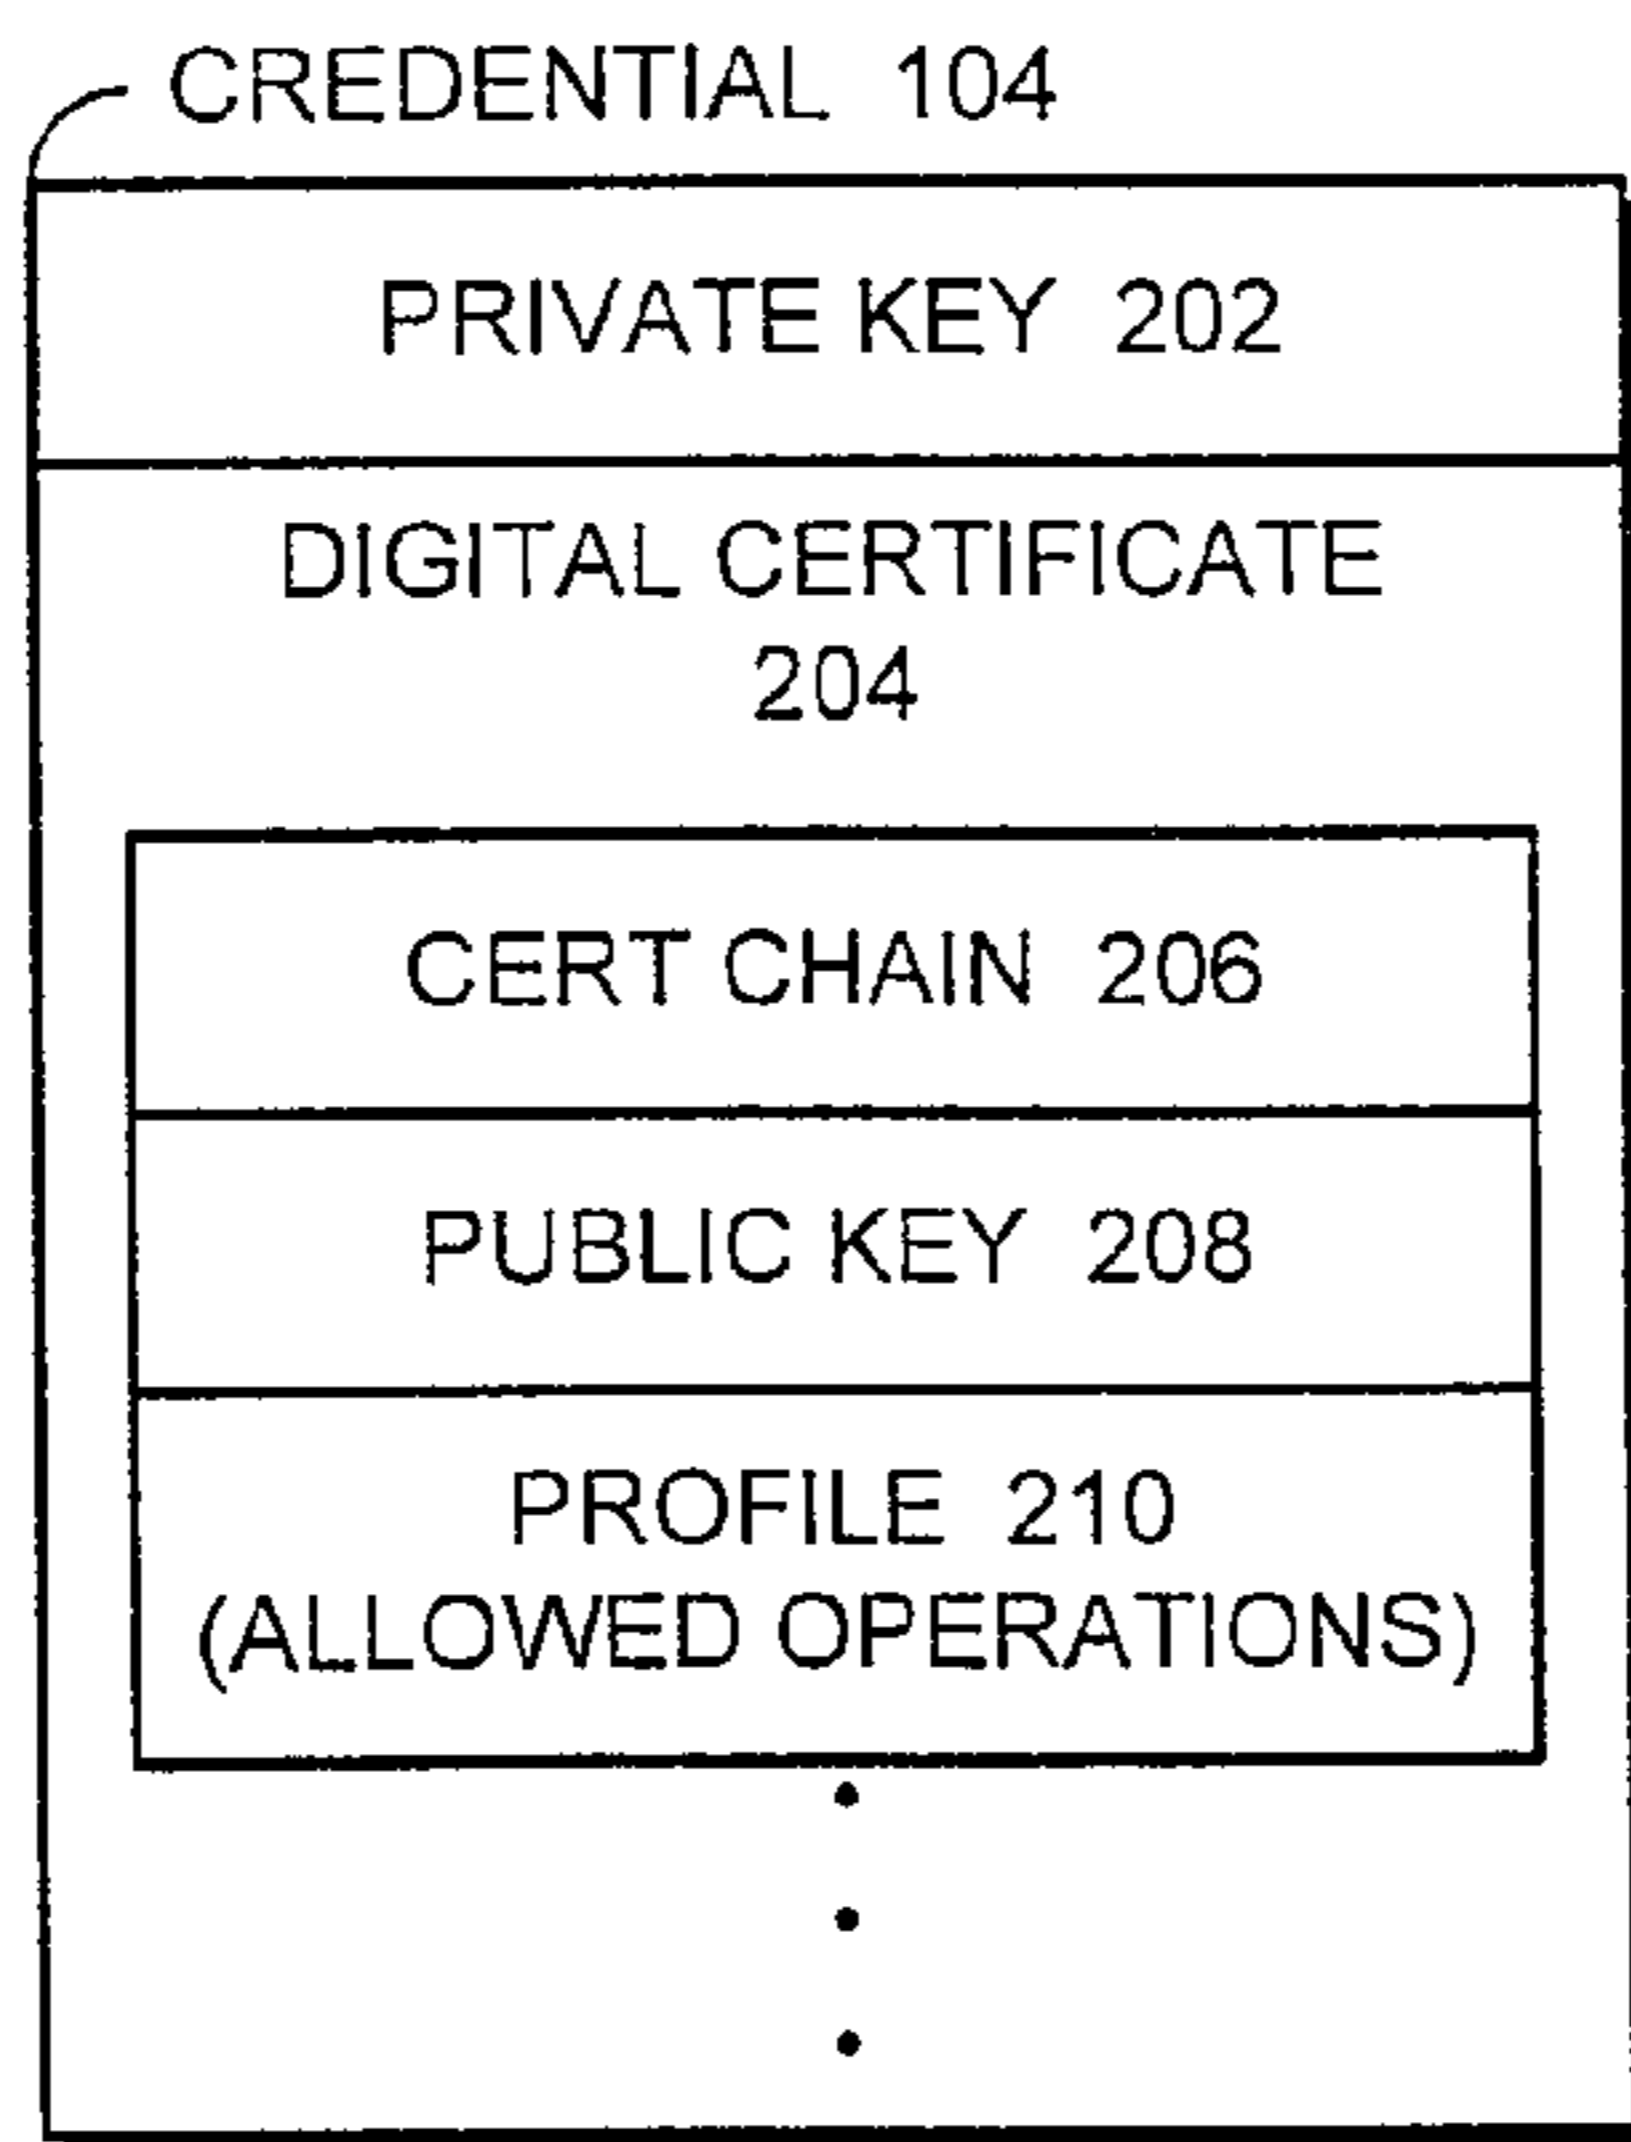 CREDENTIAL 104
PRIVATE KEY 202
DIGITAL CERTIFICATE
204
CERT CHAIN 206
PUBLIC KEY 208
PROFILE 210
(ALLOWED OPERATIONS)